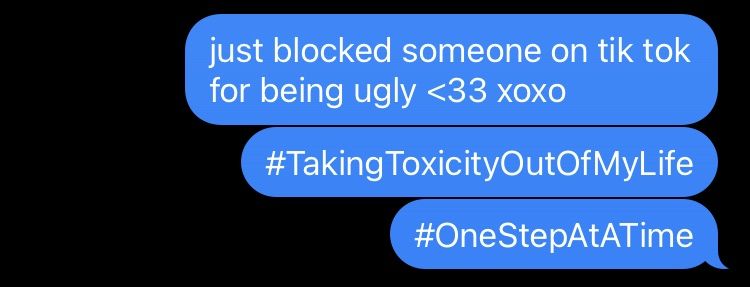 just blocked someone on tik tok
for being ugly <33 xoxo
#TakingToxicityOutOfMyLife
#OneStepAtATime